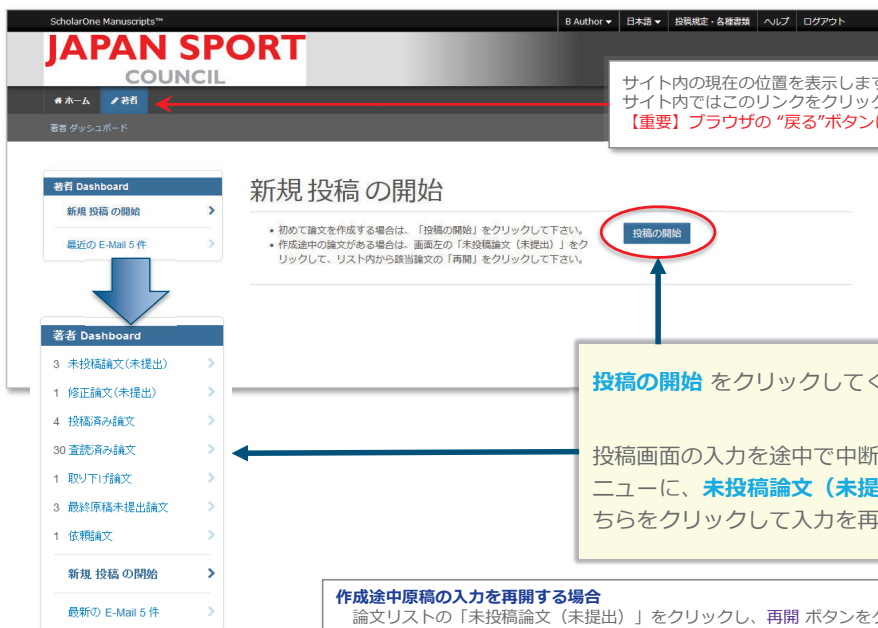 ScholarOne Manuscripts™
B Author ▾ 日本語 ▾ 投稿規定・各種書類 ヘルプ ログアウト
JAPAN SPORT
COUNCIL
ホーム 著者
著者 ダッシュボード
サイト内の現在の位置を表示します
サイト内ではこのリンクをクリック
【重要】ブラウザの “戻る”ボタンは
著者 Dashboard
新規 投稿 の開始
最近の E-Mail 5 件
新規 投稿 の開始
• 初めて論文を作成する場合は、「投稿の開始」をクリックして下さい。
• 作成途中の論文がある場合は、画面左の「未投稿論文（未提出）」をク
リックして、リスト内から該当論文の「再開」をクリックして下さい。
投稿の開始
著者 Dashboard
3 未投稿論文(未提出)
1 修正論文(未提出)
4 投稿済み論文
30 査読済み論文
1 取り下げ論文
3 最終原稿未提出論文
1 依頼論文
新規 投稿 の開始
最新の E-Mail 5 件
投稿の開始 をクリックしてく
投稿画面の入力を途中で中断
ニューに、未投稿論文（未提
ちらをクリックして入力を再
作成途中原稿の入力を再開する場合
論文リストの「未投稿論文（未提出）」をクリックし、再開 ボタンを